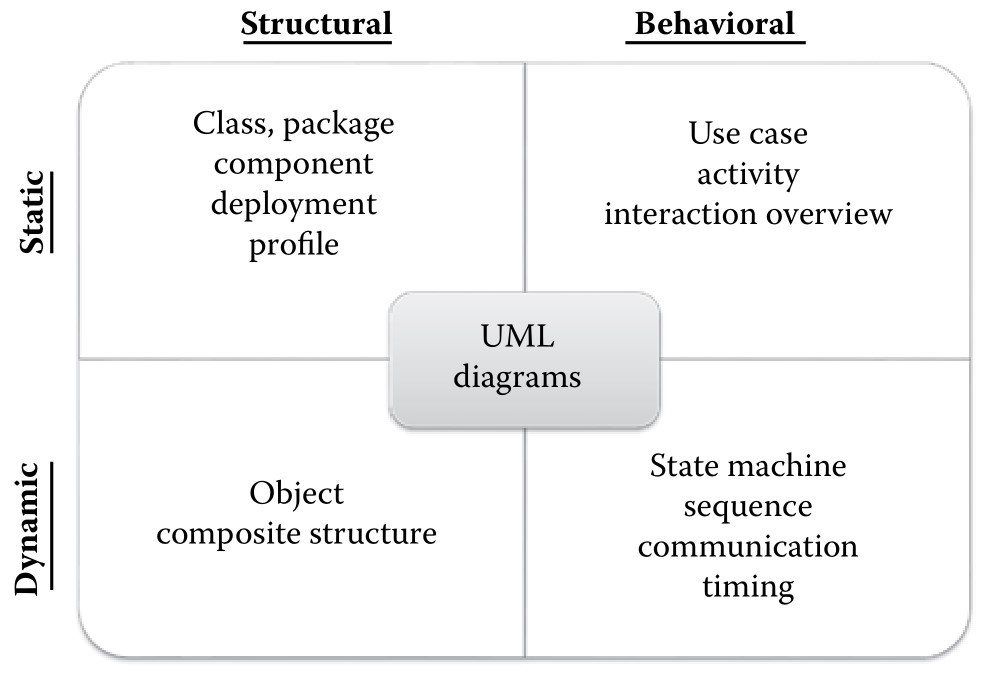 Structural
Behavioral
Static
Class, package
component
deployment
profile
Use case
activity
interaction overview
UML
diagrams
Dynamic
Object
composite structure
State machine
sequence
communication
timing